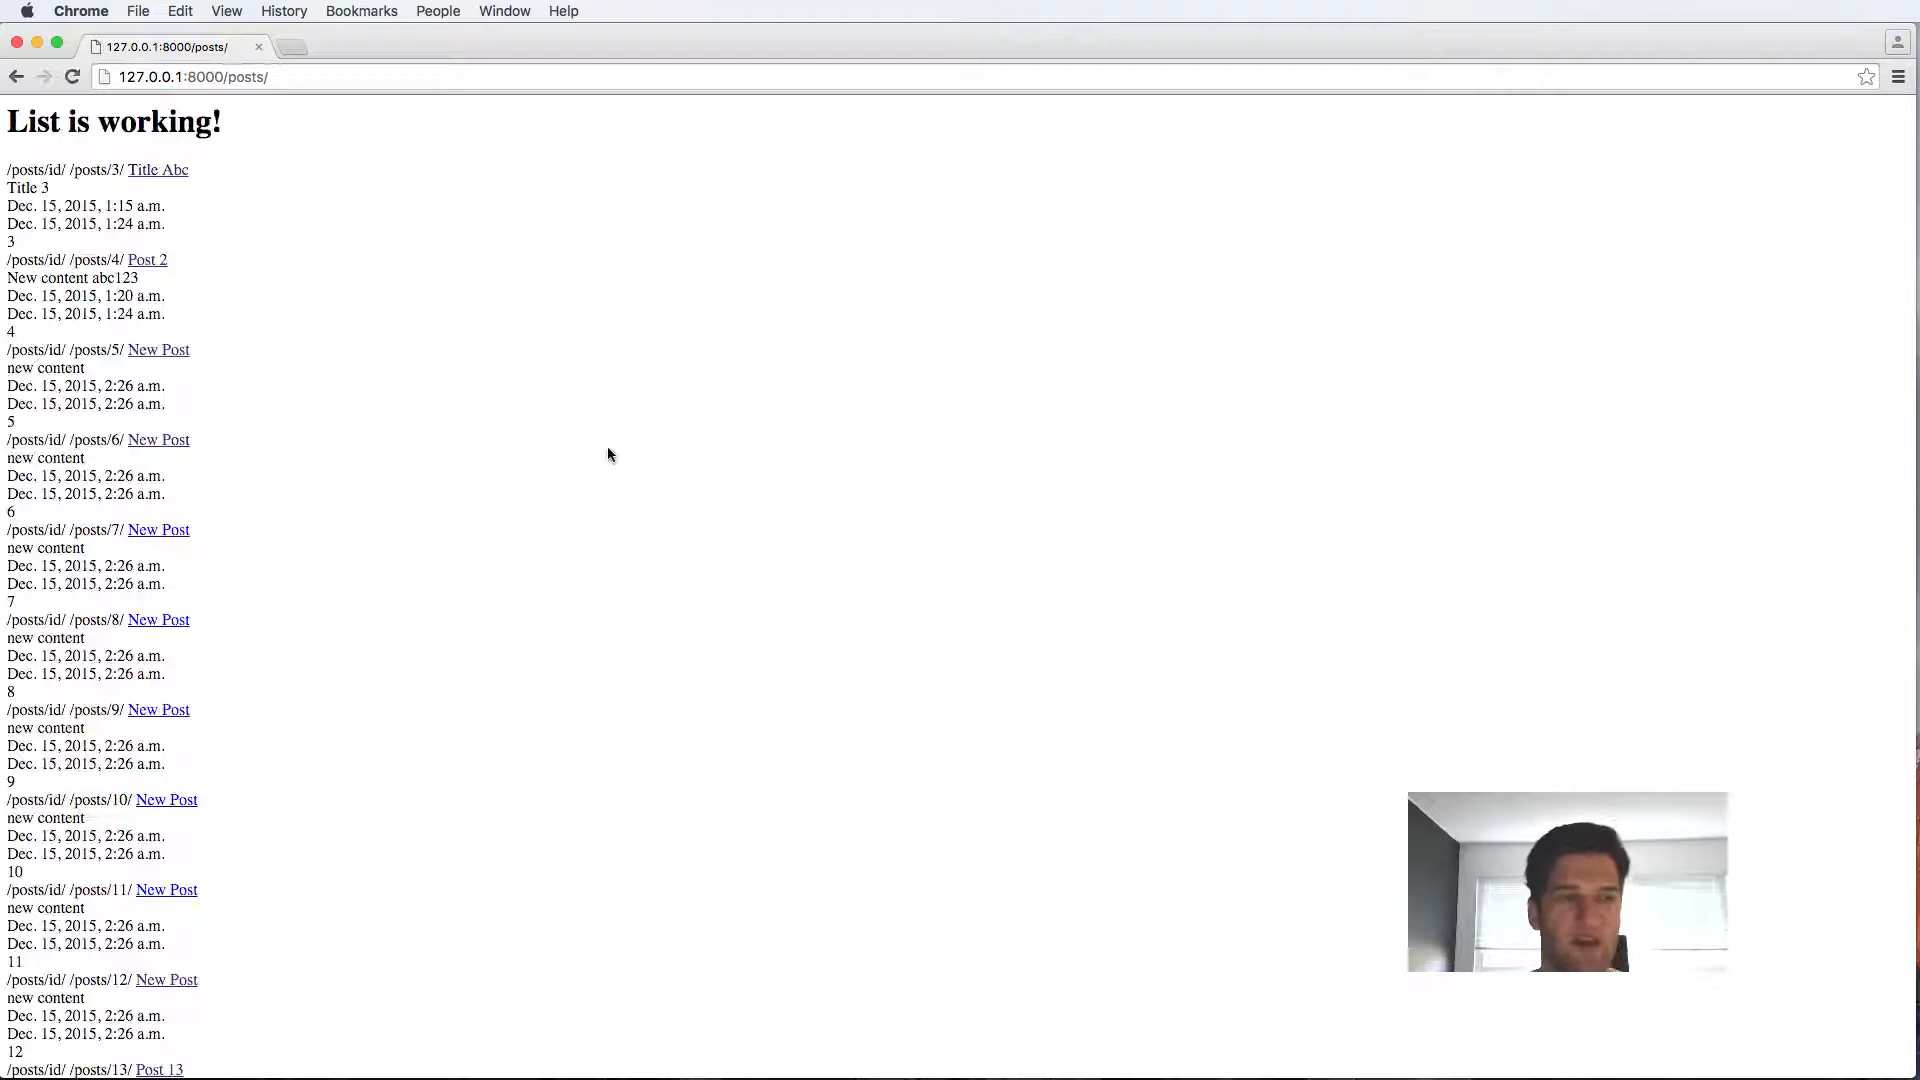 Chrome File Edit View History Bookmarks People Window Help
127.0.0.1:8000/posts/
127.0.0.1:8000/posts/
List is working!
/posts/id/ /posts/3/ Title Abc
Title 3
Dec. 15, 2015, 1:15 a.m.
Dec. 15, 2015, 1:24 a.m.
3
/posts/id/ /posts/4/ Post 2
New content abc123
Dec. 15, 2015, 1:20 a.m.
Dec. 15, 2015, 1:24 a.m.
4
/posts/id/ /posts/5/ New Post
new content
Dec. 15, 2015, 2:26 a.m.
Dec. 15, 2015, 2:26 a.m.
5
/posts/id/ /posts/6/ New Post
new content
Dec. 15, 2015, 2:26 a.m.
Dec. 15, 2015, 2:26 a.m.
6
/posts/id/ /posts/7/ New Post
new content
Dec. 15, 2015, 2:26 a.m.
Dec. 15, 2015, 2:26 a.m.
7
/posts/id/ /posts/8/ New Post
new content
Dec. 15, 2015, 2:26 a.m.
Dec. 15, 2015, 2:26 a.m.
8
/posts/id/ /posts/9/ New Post
new content
Dec. 15, 2015, 2:26 a.m.
Dec. 15, 2015, 2:26 a.m.
9
/posts/id/ /posts/10/ New Post
new content
Dec. 15, 2015, 2:26 a.m.
Dec. 15, 2015, 2:26 a.m.
10
/posts/id/ /posts/11/ New Post
new content
Dec. 15, 2015, 2:26 a.m.
Dec. 15, 2015, 2:26 a.m.
11
/posts/id/ /posts/12/ New Post
new content
Dec. 15, 2015, 2:26 a.m.
Dec. 15, 2015, 2:26 a.m.
12
/posts/id/ /posts/13/ Post 13